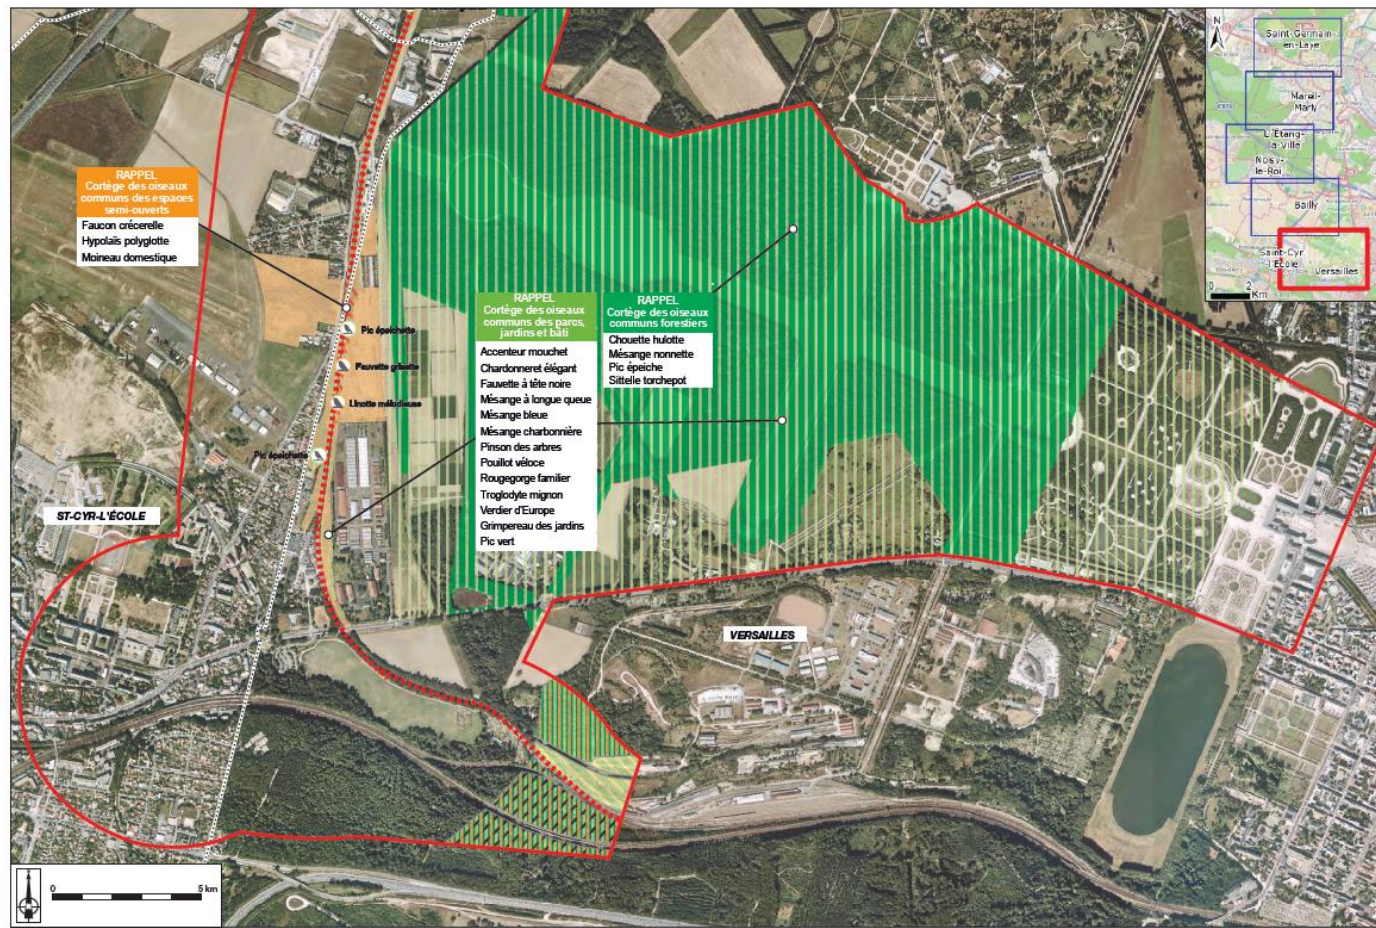 N
Saint-Germain-
en-Laye
Mareil-
Marly
L'Étang-
la-Ville
Noisy-
le-Roi
Bailly
Saint-Cyr
l'École
Versailles
0 2
Km
RAPPEL
Cortège des oiseaux
communs des espaces
semi-ouverts
Faucon crécerelle
Hypolaïs polyglotte
Moineau domestique
RAPPEL
Cortège des oiseaux
communs des parcs,
jardins et bâti
Accenteur mouchet
Chardonneret élégant
Fauvette à tête noire
Mésange à longue queue
Mésange bleue
Mésange charbonnière
Pinson des arbres
Pouillot véloce
Rougegorge familier
Troglodyte mignon
Verdier d'Europe
Grimpereau des jardins
Pic vert
RAPPEL
Cortège des oiseaux
communs forestiers
Chouette hulotte
Mésange nonnette
Pic épeiche
Sittelle torchepot
Pic épeichette
Fauvette grisette
Linotte mélodieuse
Pic épeichette
ST-CYR-L'ÉCOLE
VERSAILLES
0 5 km